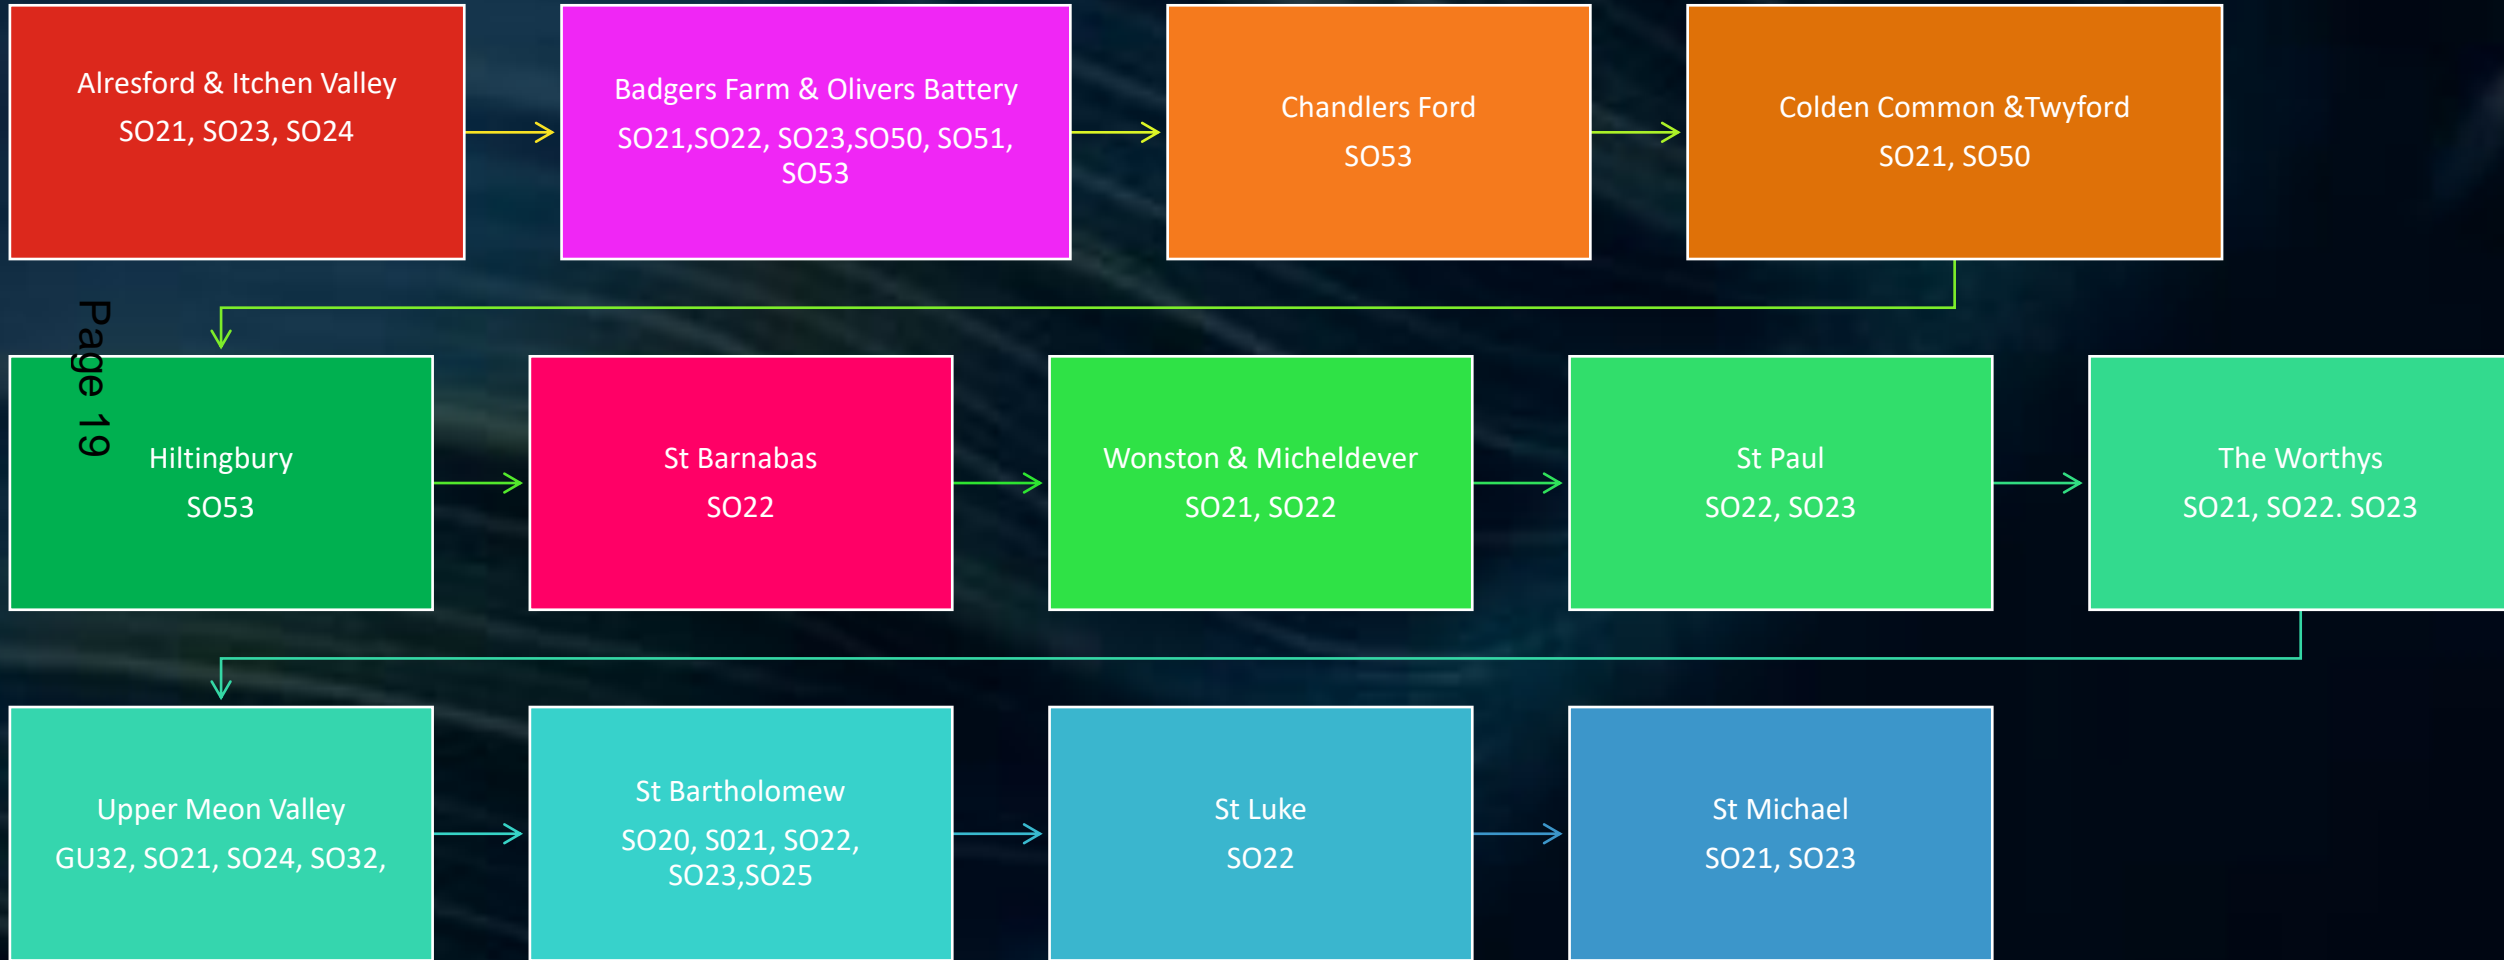 Alresford & Itchen Valley
SO21, SO23, SO24
Badgers Farm & Olivers Battery
SO21,SO22, SO23,SO50, SO51,
SO53
Chandlers Ford
SO53
Colden Common &Twyford
SO21, SO50
Page 19
Hiltingbury
SO53
St Barnabas
SO22
Wonston & Micheldever
SO21, SO22
St Paul
SO22, SO23
The Worthys
SO21, SO22. SO23
Upper Meon Valley
GU32, SO21, SO24, SO32,
St Bartholomew
SO20, S021, SO22,
SO23,SO25
St Luke
SO22
St Michael
SO21, SO23